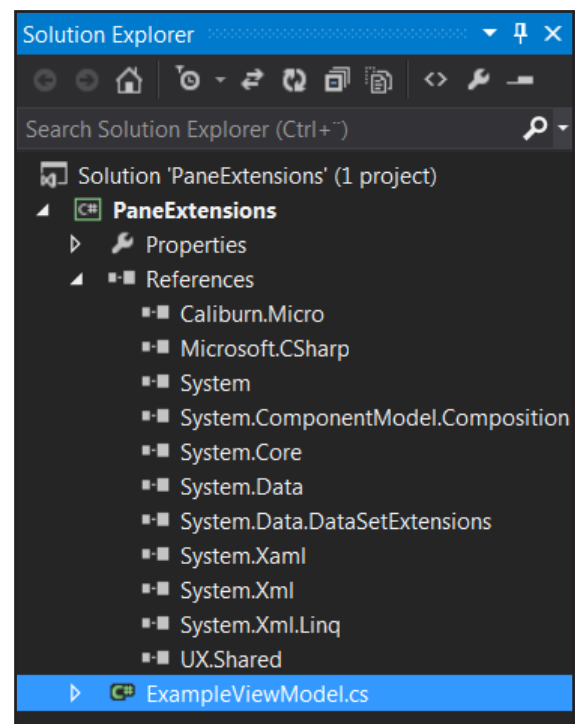 Solution Explorer
Search Solution Explorer (Ctrl+¨)
Solution 'PaneExtensions' (1 project)
C# PaneExtensions
Properties
References
Caliburn.Micro
Microsoft.CSharp
System
System.ComponentModel.Composition
System.Core
System.Data
System.Data.DataSetExtensions
System.Xaml
System.Xml
System.Xml.Linq
UX.Shared
C# ExampleViewModel.cs